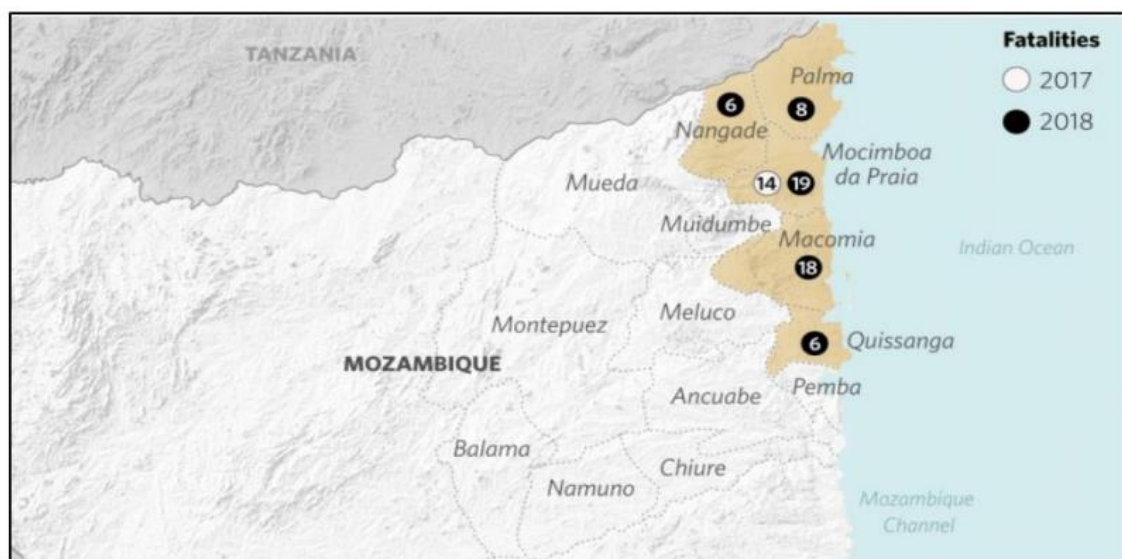 TANZANIA
Fatalities
2017
2018
Palma
6
8
Nangade
Mocimboa
da Praia
14
19
Mueda
Muidumbe
Macomia
Indian Ocean
18
Meluco
Montepuez
6
Quissanga
MOZAMBIQUE
Pemba
Ancuabe
Balama
Chiure
Namuno
Mozambique
Channel